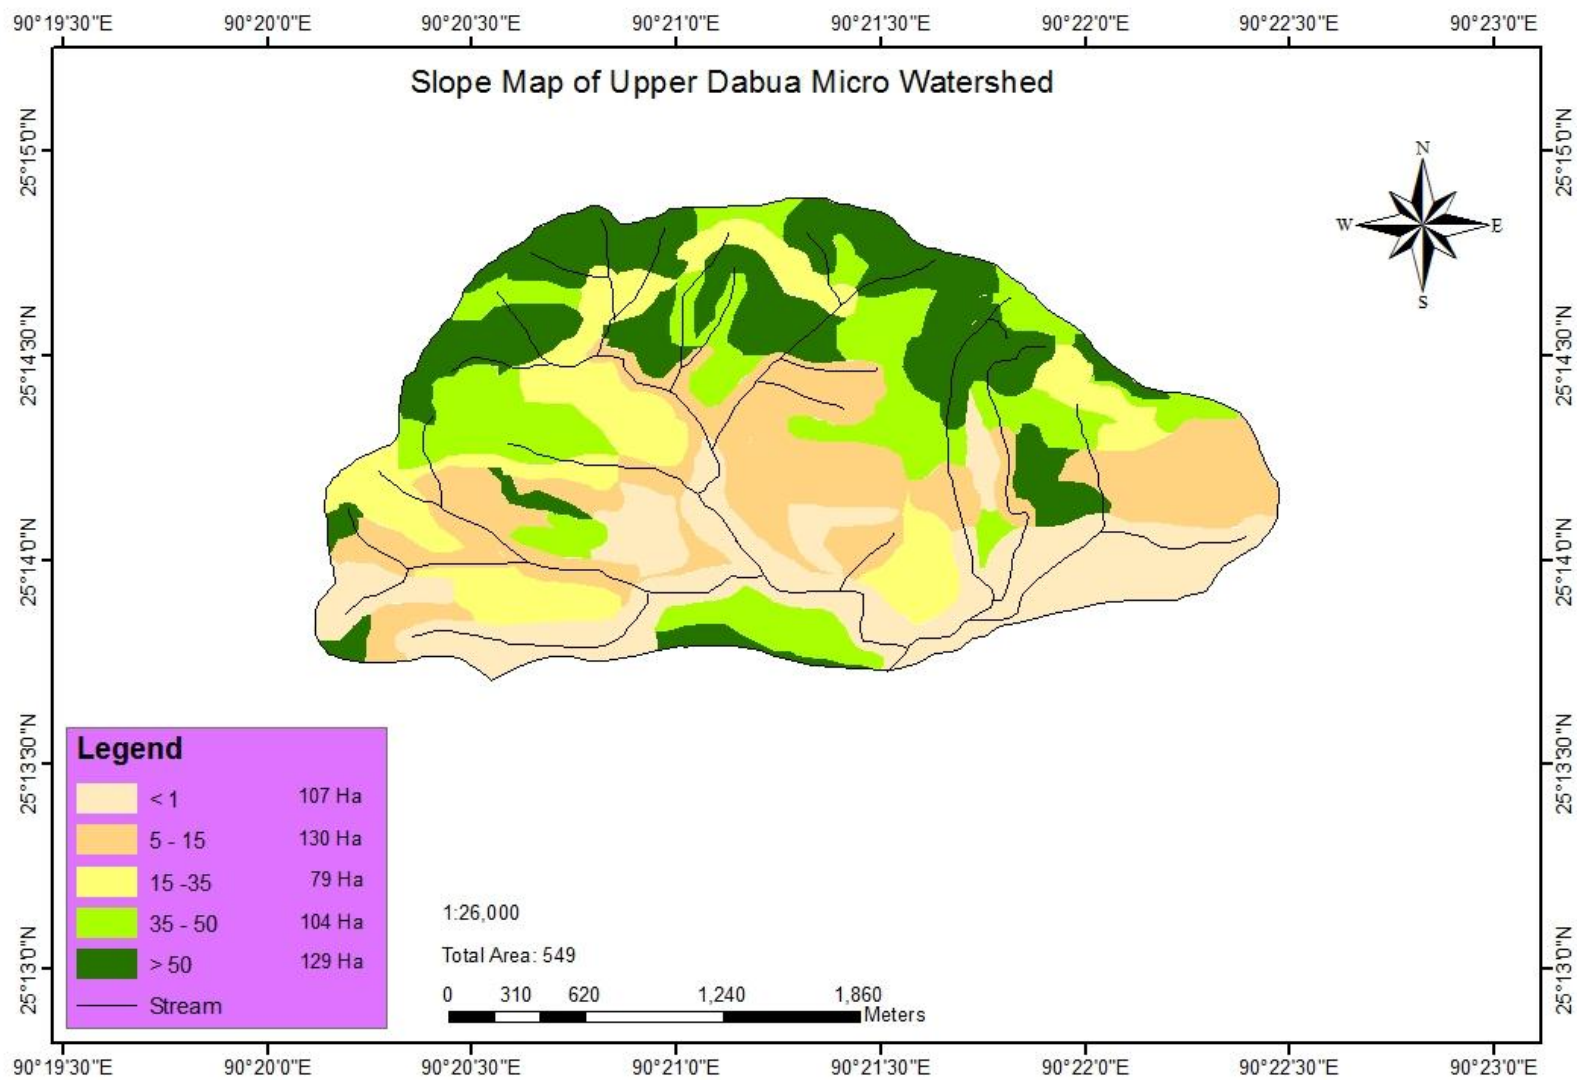 90°19'30"E 90°20'0"E 90°20'30"E 90°21'0"E 90°21'30"E 90°22'0"E 90°22'30"E 90°23'0"E
Slope Map of Upper Dabua Micro Watershed
25°15'0"N
25°15'0"N
N
W
E
S
25°14'30"N
25°14'30"N
25°14'0"N
25°14'0"N
25°13'30"N
25°13'30"N
25°13'0"N
25°13'0"N
Legend
< 1 107 Ha
5 - 15 130 Ha
15 -35 79 Ha
35 - 50 104 Ha
> 50 129 Ha
Stream
1:26,000
Total Area: 549
0 310 620 1,240 1,860
Meters
90°19'30"E 90°20'0"E 90°20'30"E 90°21'0"E 90°21'30"E 90°22'0"E 90°22'30"E 90°23'0"E